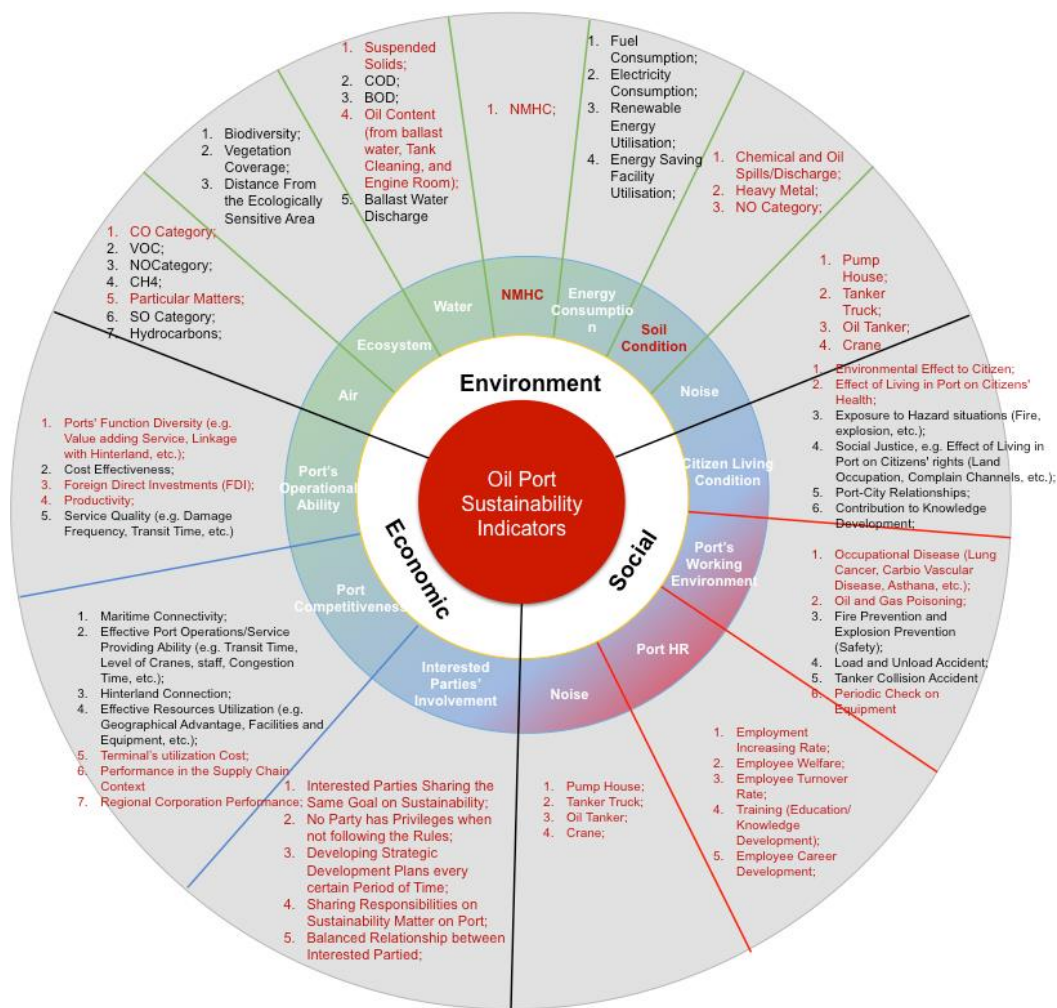 Oil Port
Sustainability
Indicators
Environment
Social
Economic
Air
Ecosystem
Water
NMHC
Energy
Consumptio
n
Soil
Condition
Noise
Citizen Living
Condition
Port's
Working
Environment
Port HR
Noise
Interested
Parties'
Involvement
Port
Competitiveness
Port's
Operational
Ability
1. CO Category;
2. VOC;
3. NOCategory;
4. CH4;
5. Particular Matters;
6. SO Category;
7. Hydrocarbons;
1. Biodiversity;
2. Vegetation
Coverage;
3. Distance From
the Ecologically
Sensitive Area
1. Suspended
Solids;
2. COD;
3. BOD;
4. Oil Content
(from ballast
water, Tank
Cleaning, and
Engine Room);
5. Ballast Water
Discharge
1. NMHC;
1. Fuel
Consumption;
2. Electricity
Consumption;
3. Renewable
Energy
Utilisation;
4. Energy Saving
Facility
Utilisation;
1. Chemical and Oil
Spills/Discharge;
2. Heavy Metal;
3. NO Category;
1. Pump
House;
2. Tanker
Truck;
3. Oil Tanker;
4. Crane
1. Environmental Effect to Citizen;
2. Effect of Living in Port on Citizens'
Health;
3. Exposure to Hazard situations (Fire,
explosion, etc.);
4. Social Justice, e.g. Effect of Living in
Port on Citizens' rights (Land
Occupation, Complain Channels, etc.);
5. Port-City Relationships;
6. Contribution to Knowledge
Development;
1. Occupational Disease (Lung
Cancer, Carbio Vascular
Disease, Asthana, etc.);
2. Oil and Gas Poisoning;
3. Fire Prevention and
Explosion Prevention
(Safety);
4. Load and Unload Accident;
5. Tanker Collision Accident
6. Periodic Check on
Equipment
1. Employment
Increasing Rate;
2. Employee Welfare;
3. Employee Turnover
Rate;
4. Training (Education/
Knowledge
Development);
5. Employee Career
Development;
1. Pump House;
2. Tanker Truck;
3. Oil Tanker;
4. Crane;
1. Interested Parties Sharing the
Same Goal on Sustainability;
2. No Party has Privileges when
not following the Rules;
3. Developing Strategic
Development Plans every
certain Period of Time;
4. Sharing Responsibilities on
Sustainability Matter on Port;
5. Balanced Relationship between
Interested Partied;
1. Maritime Connectivity;
2. Effective Port Operations/Service
Providing Ability (e.g. Transit Time,
Level of Cranes, staff, Congestion
Time, etc.);
3. Hinterland Connection;
4. Effective Resources Utilization (e.g.
Geographical Advantage, Facilities and
Equipment, etc.);
5. Terminal's utilization Cost;
6. Performance in the Supply Chain
Context
7. Regional Corporation Performance;
1. Ports' Function Diversity (e.g.
Value adding Service, Linkage
with Hinterland, etc.);
2. Cost Effectiveness;
3. Foreign Direct Investments (FDI);
4. Productivity;
5. Service Quality (e.g. Damage
Frequency, Transit Time, etc.)